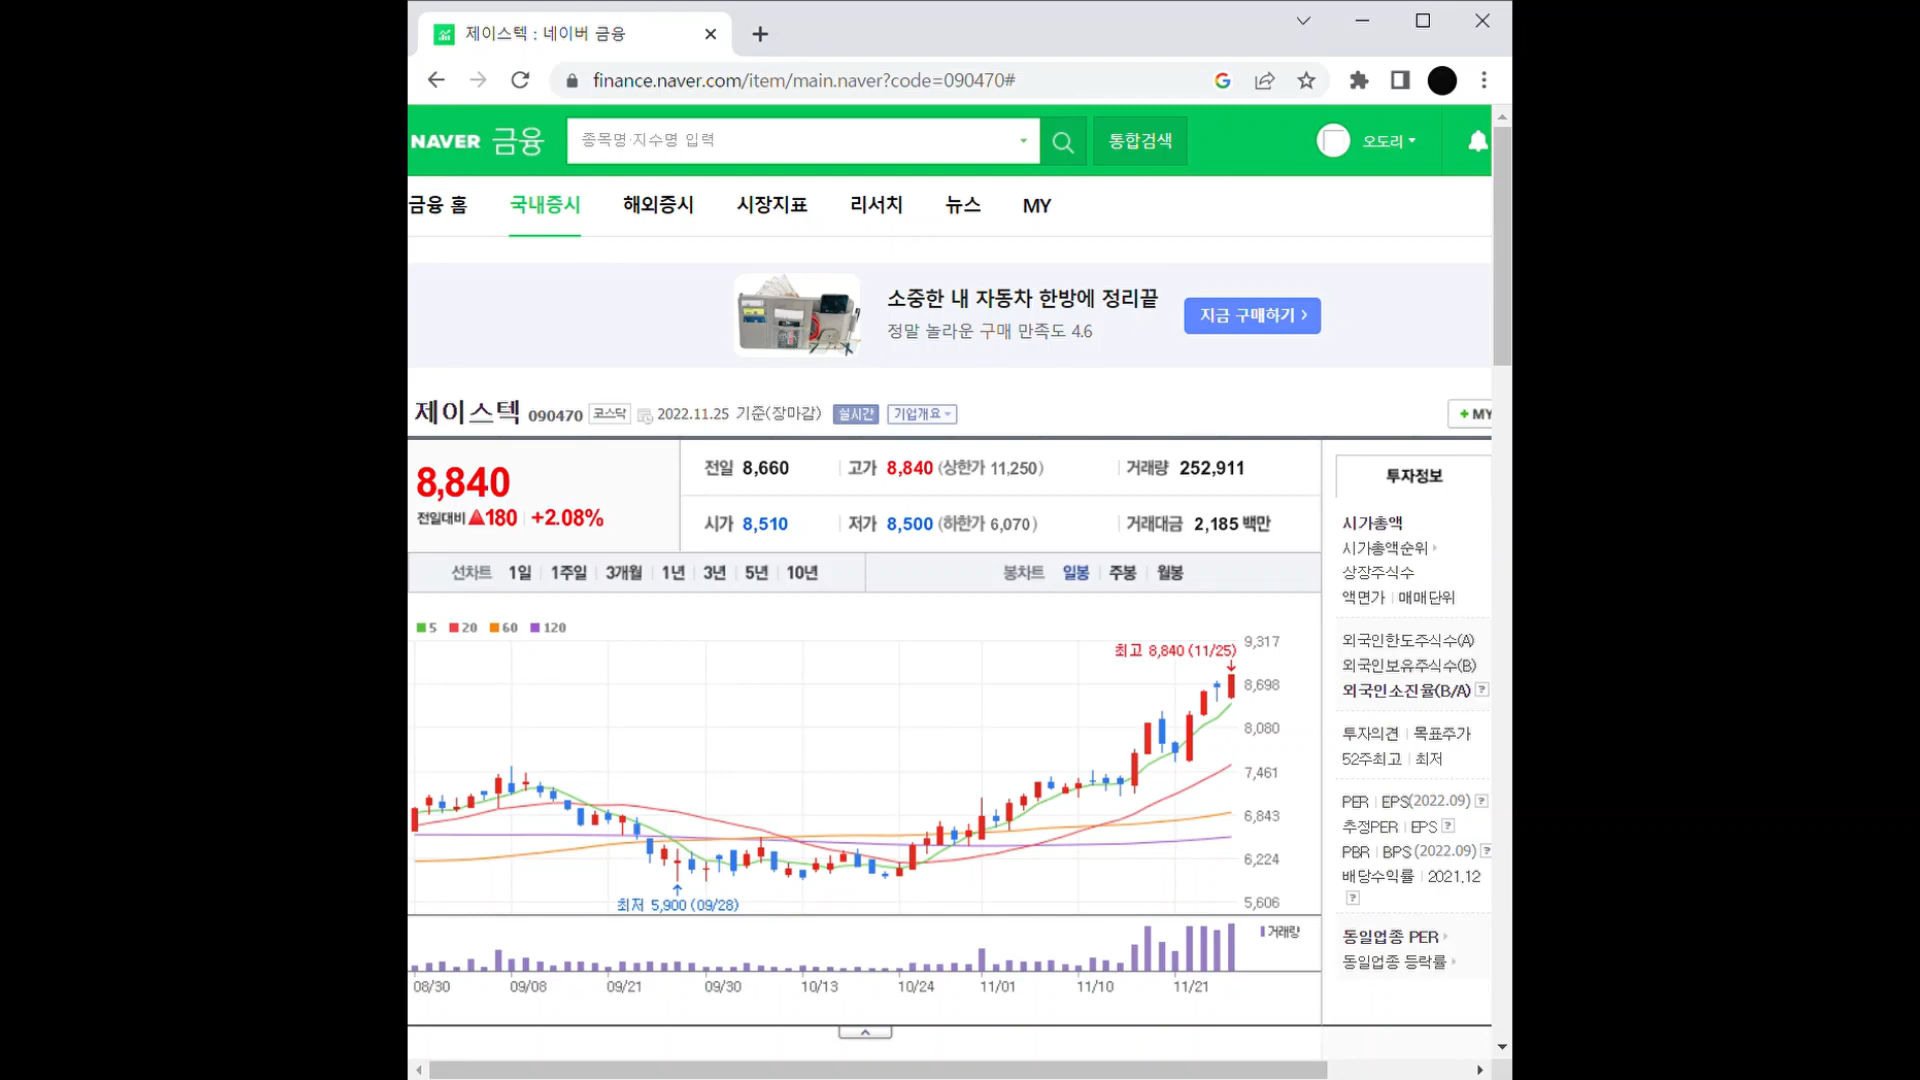 제이스텍 : 네이버 금융
finance.naver.com/item/main.naver?code=090470#
NAVER 금융
종목명·지수명 입력
통합검색
오도리
금융 홈 국내증시 해외증시 시장지표 리서치 뉴스 MY
소중한 내 자동차 한방에 정리끝
정말 놀라운 구매 만족도 4.6
지금 구매하기 >
제이스텍 090470 코스닥 2022.11.25 기준(장마감) 실시간 기업개요
+ MY
8,840
전일대비 ▲180 +2.08%
전일 8,660 고가 8,840 (상한가 11,250) 거래량 252,911
시가 8,510 저가 8,500 (하한가 6,070) 거래대금 2,185 백만
선차트 1일 1주일 3개월 1년 3년 5년 10년
봉차트 일봉 주봉 월봉
5 20 60 120
최고 8,840 (11/25)
9,317
8,698
8,080
7,461
6,843
6,224
5,606
최저 5,900 (09/28)
거래량
08/30 09/08 09/21 09/30 10/13 10/24 11/01 11/10 11/21
투자정보
시가총액
시가총액순위
상장주식수
액면가 매매단위
외국인한도주식수(A)
외국인보유주식수(B)
외국인소진율(B/A) ?
투자의견 목표주가
52주최고 최저
PER EPS(2022.09) ?
추정PER EPS ?
PBR BPS (2022.09) ?
배당수익률 2021.12
?
동일업종 PER
동일업종 등락률